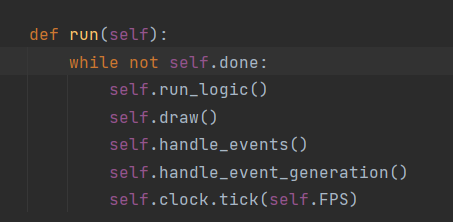 def run(self):
    while not self.done:
        self.run_logic()
        self.draw()
        self.handle_events()
        self.handle_event_generation()
        self.clock.tick(self.FPS)